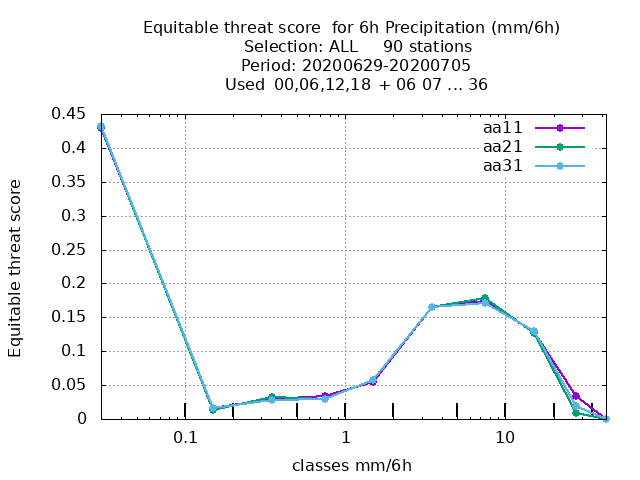 Equitable threat score  for 6h Precipitation (mm/6h)
Selection: ALL     90 stations
Period: 20200629-20200705
Used  00,06,12,18 + 06 07 ... 36
aa11
aa21
aa31
0.45
0.4
0.35
0.3
0.25
0.2
0.15
0.1
0.05
0
Equitable threat score
0.1
1
10
classes mm/6h